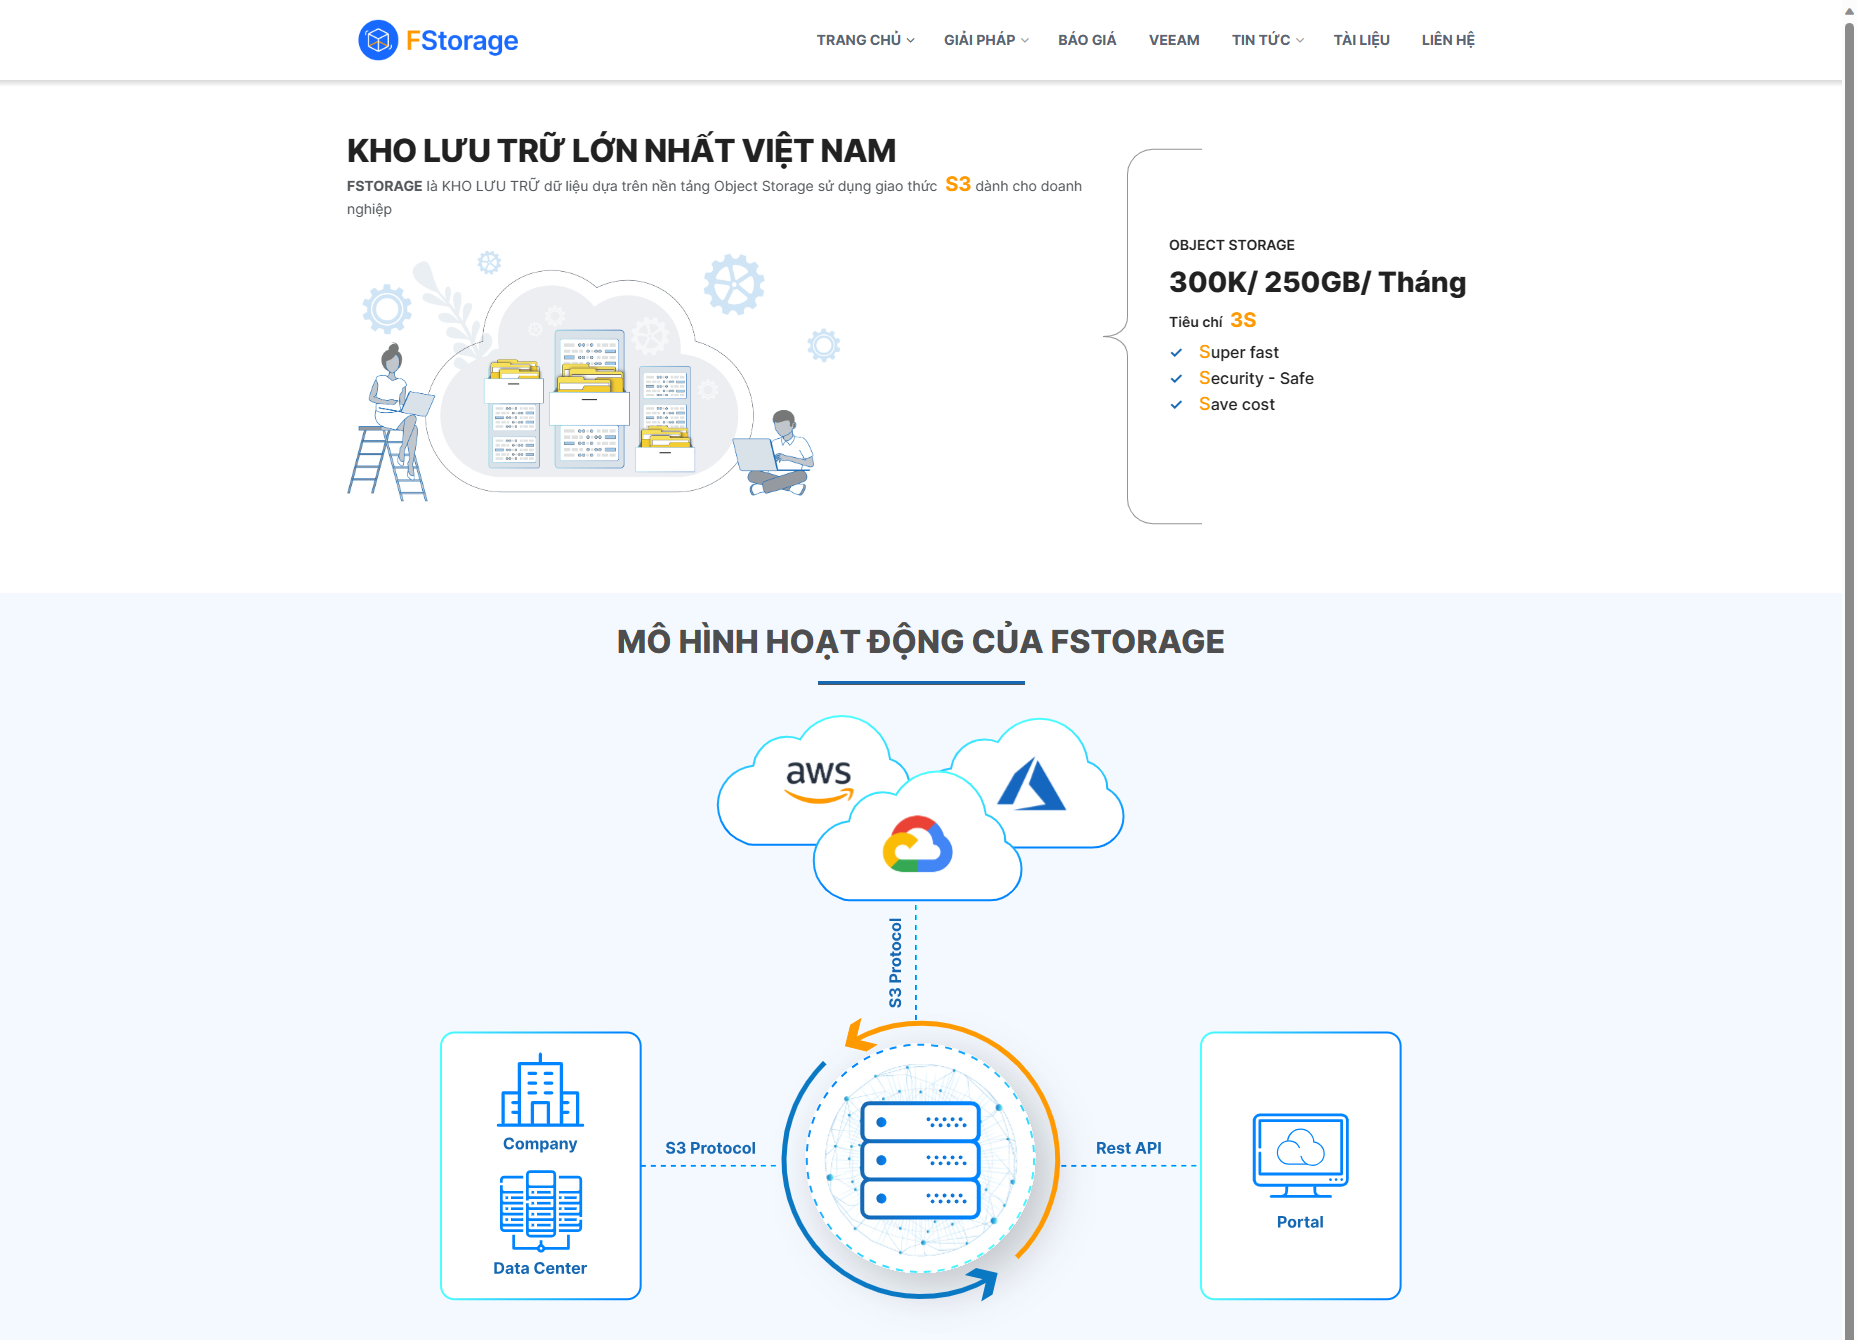 FStorage
TRANG CHỦ
GIẢI PHÁP
BÁO GIÁ
VEEAM
TIN TỨC
TÀI LIỆU
LIÊN HỆ
KHO LƯU TRỮ LỚN NHẤT VIỆT NAM
FSTORAGE là KHO LƯU TRỮ dữ liệu dựa trên nền tảng Object Storage sử dụng giao thức S3 dành cho doanh
nghiệp
OBJECT STORAGE
300K/ 250GB/ Tháng
Tiêu chí 3S
Super fast
Security - Safe
Save cost
MÔ HÌNH HOẠT ĐỘNG CỦA FSTORAGE
aws
S3 Protocol
Company
Data Center
S3 Protocol
Rest API
Portal